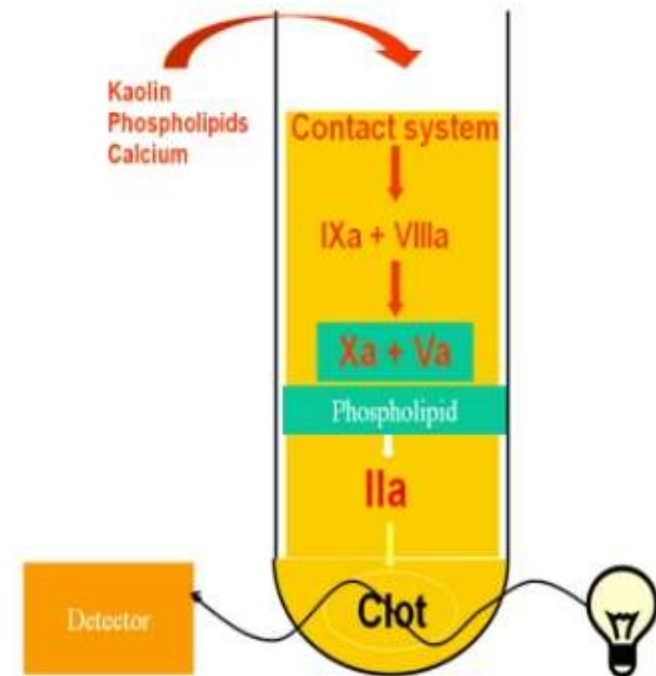 Kaolin
Phospholipids
Calcium
Contact system
IXa + VIIIa
Xa + Va
Phospholipid
IIa
Clot
Detector